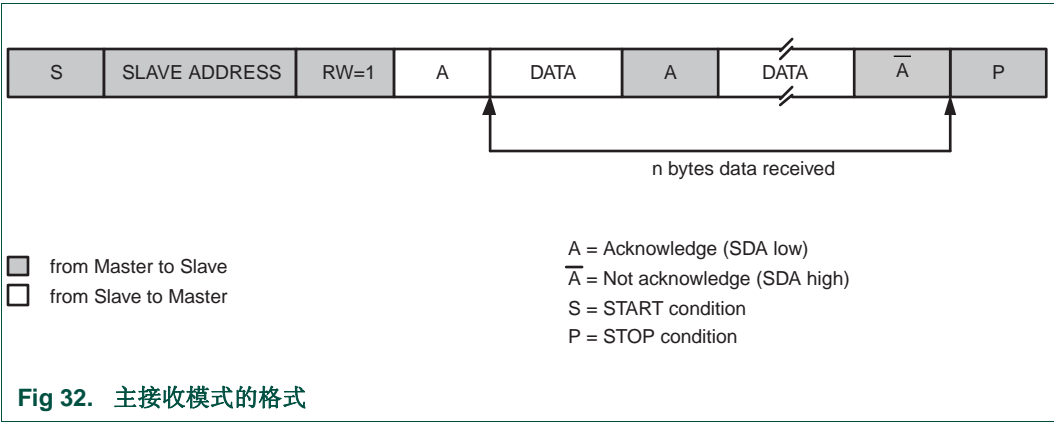 S SLAVE ADDRESS RW=1 A DATA A DATA A̅ P
n bytes data received
from Master to Slave
from Slave to Master
A = Acknowledge (SDA low)
A̅ = Not acknowledge (SDA high)
S = START condition
P = STOP condition
Fig 32. 主接收模式的格式